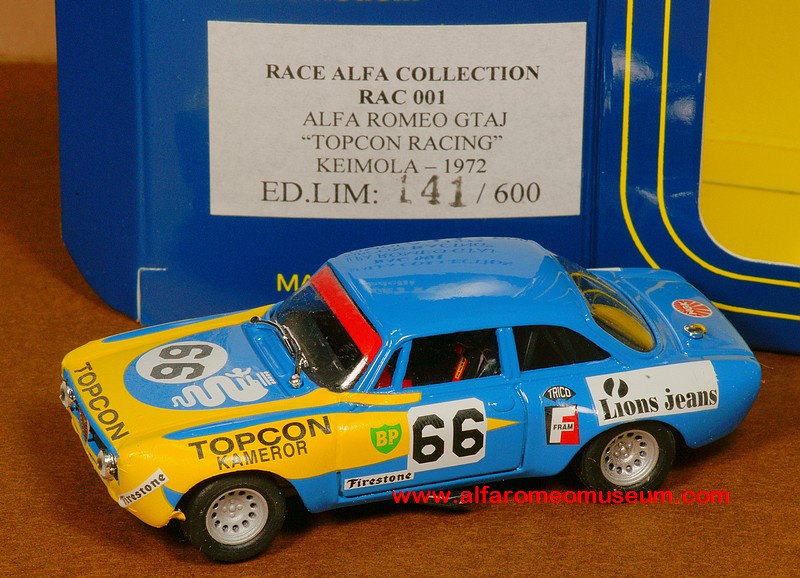 RACE ALFA COLLECTION
RAC 001
ALFA ROMEO GTAJ
“TOPCON RACING”
KEIMOLA – 1972
ED.LIM: 141 / 600
66
TOPCON
TOPCON
KAMEROR
BP
66
TRICO
FRAM
F
Lions Jeans
Firestone
Firestone
www.alfaromeomuseum.com